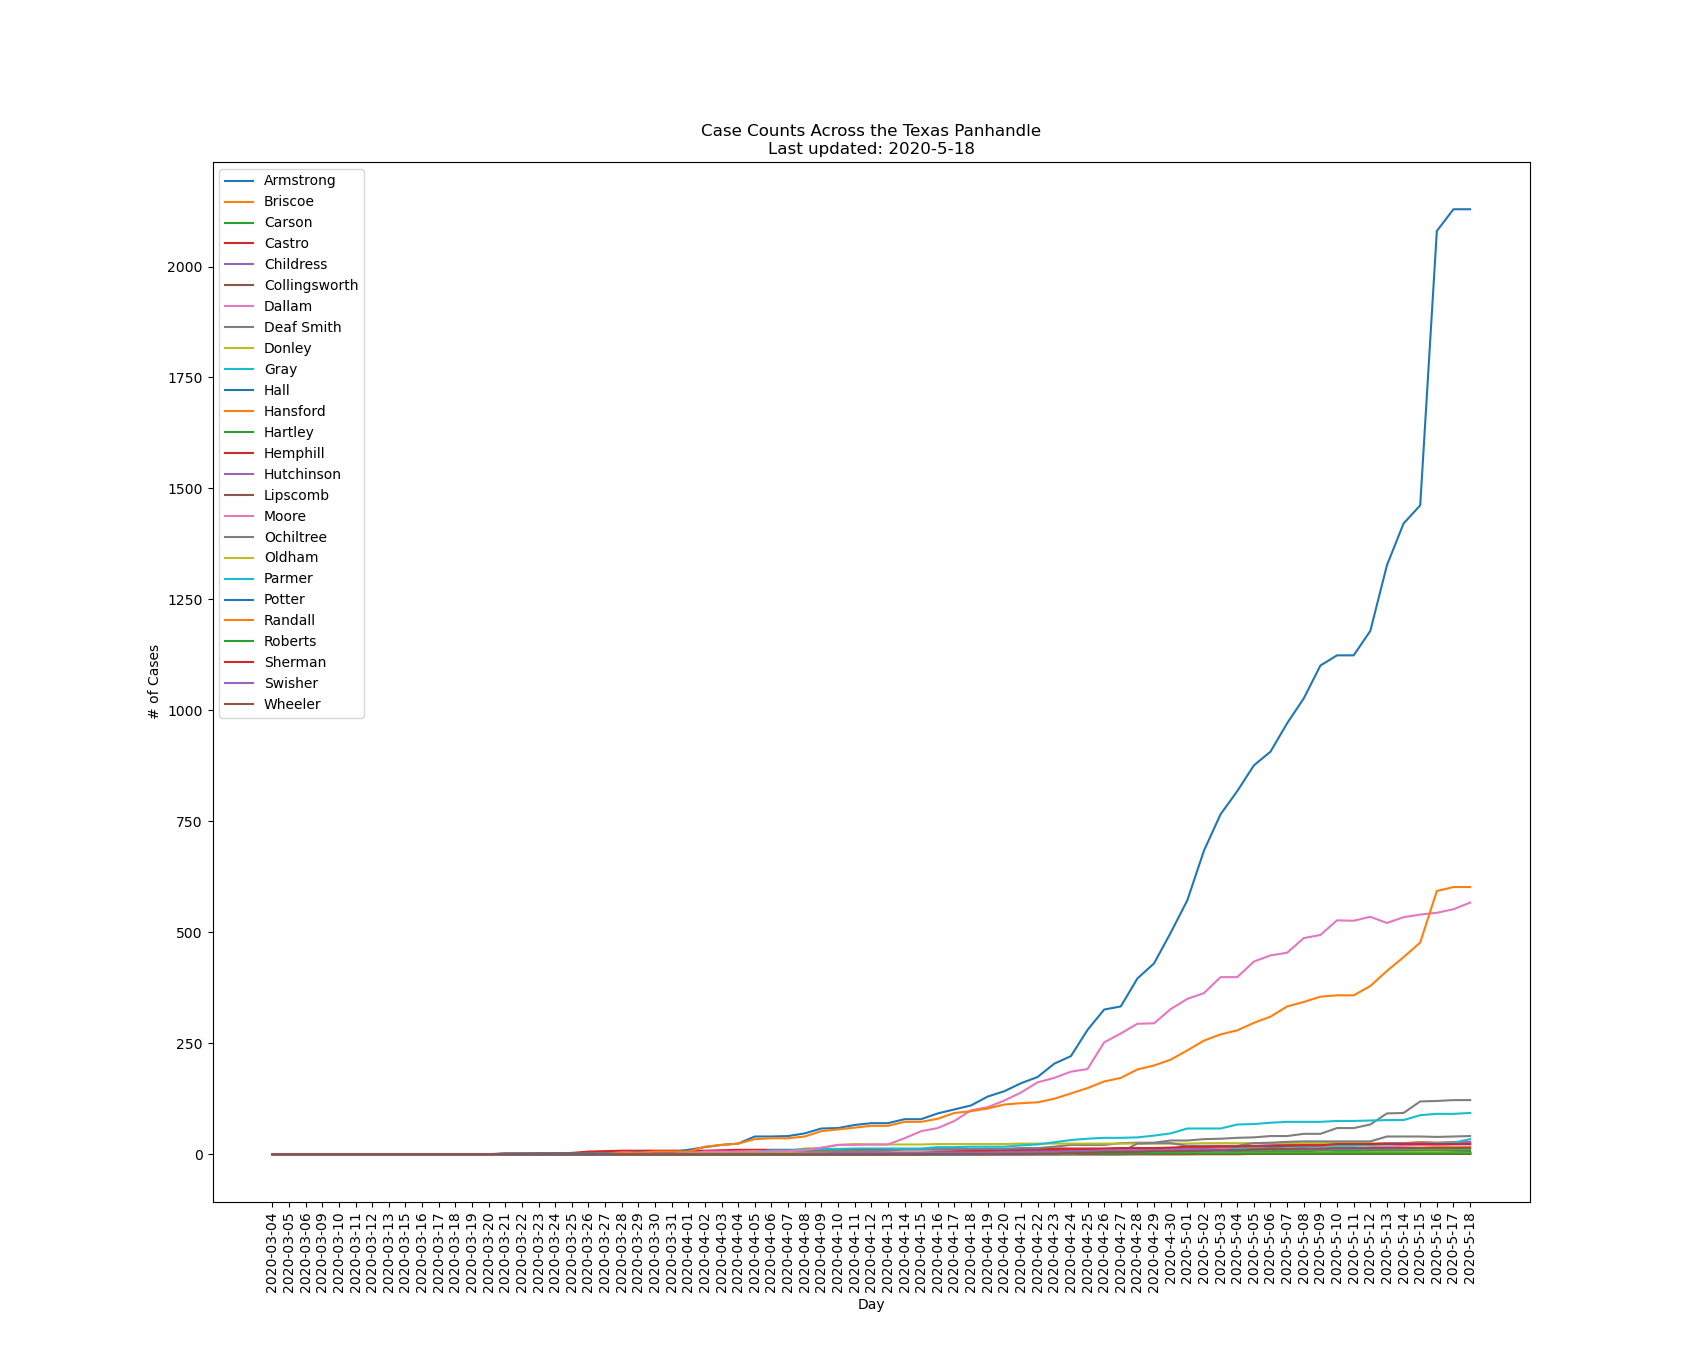 Case Counts Across the Texas Panhandle
Last updated: 2020-5-18
Armstrong
Briscoe
Carson
Castro
Childress
Collingsworth
Dallam
Deaf Smith
Donley
Gray
Hall
Hansford
Hartley
Hemphill
Hutchinson
Lipscomb
Moore
Ochiltree
Oldham
Parmer
Potter
Randall
Roberts
Sherman
Swisher
Wheeler
# of Cases
2000
1750
1500
1250
1000
750
500
250
0
2020-03-04
2020-03-05
2020-03-06
2020-03-09
2020-03-10
2020-03-11
2020-03-12
2020-03-13
2020-03-15
2020-03-16
2020-03-17
2020-03-18
2020-03-19
2020-03-20
2020-03-21
2020-03-22
2020-03-23
2020-03-24
2020-03-25
2020-03-26
2020-03-27
2020-03-28
2020-03-29
2020-03-30
2020-03-31
2020-04-01
2020-04-02
2020-04-03
2020-04-04
2020-04-05
2020-04-06
2020-04-07
2020-04-08
2020-04-09
2020-04-10
2020-04-11
2020-04-12
2020-04-13
2020-04-14
2020-04-15
2020-04-16
2020-04-17
2020-04-18
2020-04-19
2020-04-20
2020-04-21
2020-04-22
2020-04-23
2020-04-24
2020-04-25
2020-04-26
2020-04-27
2020-04-28
2020-04-29
2020-4-30
2020-5-01
2020-5-02
2020-5-03
2020-5-04
2020-5-05
2020-5-06
2020-5-07
2020-5-08
2020-5-09
2020-5-10
2020-5-11
2020-5-12
2020-5-13
2020-5-14
2020-5-15
2020-5-16
2020-5-17
2020-5-18
Day